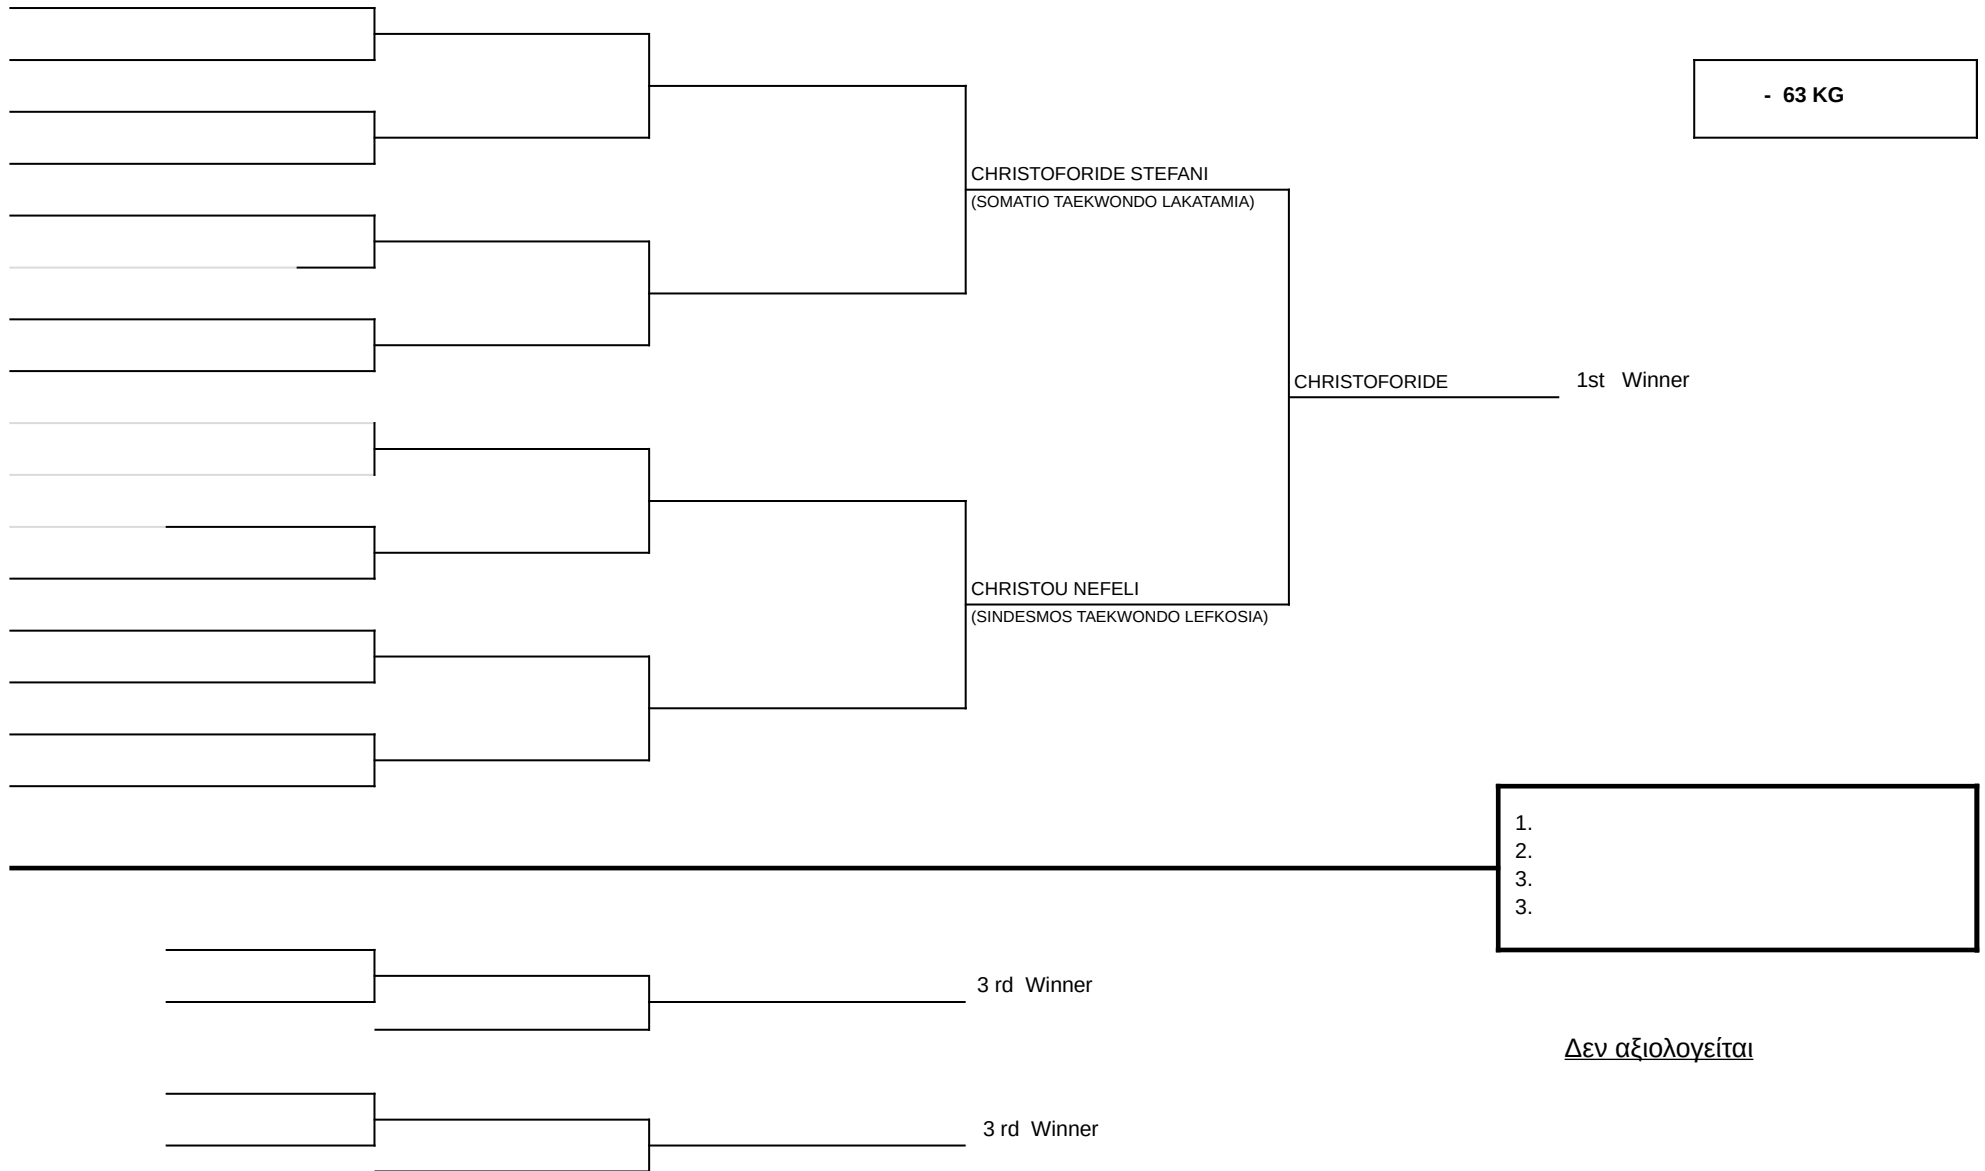 - 63 KG
CHRISTOFORIDE STEFANI
(SOMATIO TAEKWONDO LAKATAMIA)
CHRISTOFORIDE
1st Winner
CHRISTOU NEFELI
(SINDESMOS TAEKWONDO LEFKOSIA)
1.
2.
3.
3.
3 rd Winner
Δεν αξιολογείται
3 rd Winner